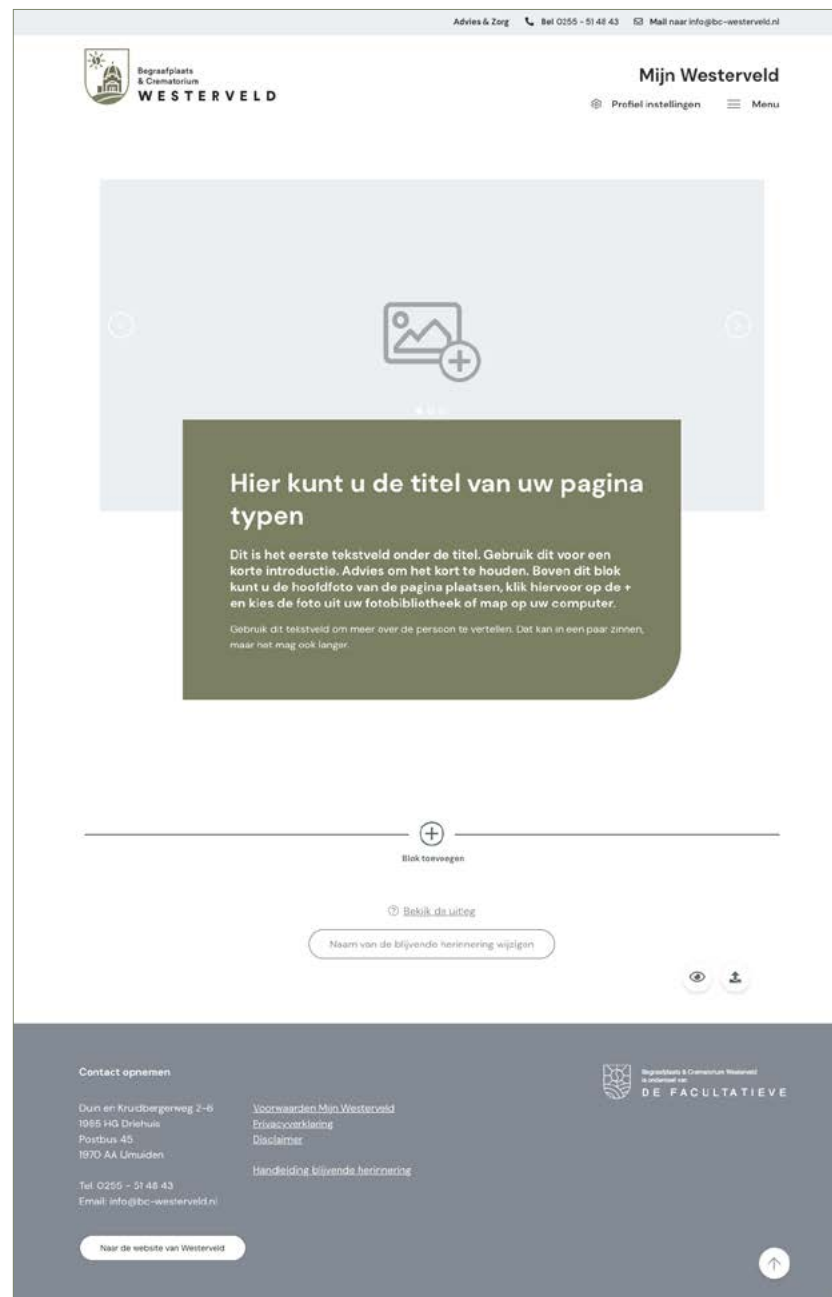 Advies & Zorg Bel 0255 - 51 48 43 Mail naar info@bc-westerveld.nl
Begraafplaats
& Crematorium
WESTERVELD
Mijn Westerveld
Profiel instellingen Menu
Hier kunt u de titel van uw pagina
typen
Dit is het eerste tekstveld onder de titel. Gebruik dit voor een
korte introductie. Advies om het kort te houden. Boven dit blok
kunt u de hoofdfoto van de pagina plaatsen, klik hiervoor op de +
en kies de foto uit uw fotobibliotheek of map op uw computer.
Gebruik dit tekstveld om meer over de persoon te vertellen. Dat kan in een paar zinnen,
maar het mag ook langer.
Blok toevoegen
Bekijk de uitleg
Naam van de blijvende herinnering wijzigen
Contact opnemen
Duin en Kruidbergerweg 2-6
1985 HG Driehuis
Postbus 45
1970 AA IJmuiden
Tel. 0255 - 51 48 43
Email: info@bc-westerveld.nl
Voorwaarden Mijn Westerveld
Privacyverklaring
Disclaimer
Handleiding blijvende herinnering
Begraafplaats & Crematorium Westerveld
is onderdeel van
DE FACULTATIEVE
Naar de website van Westerveld